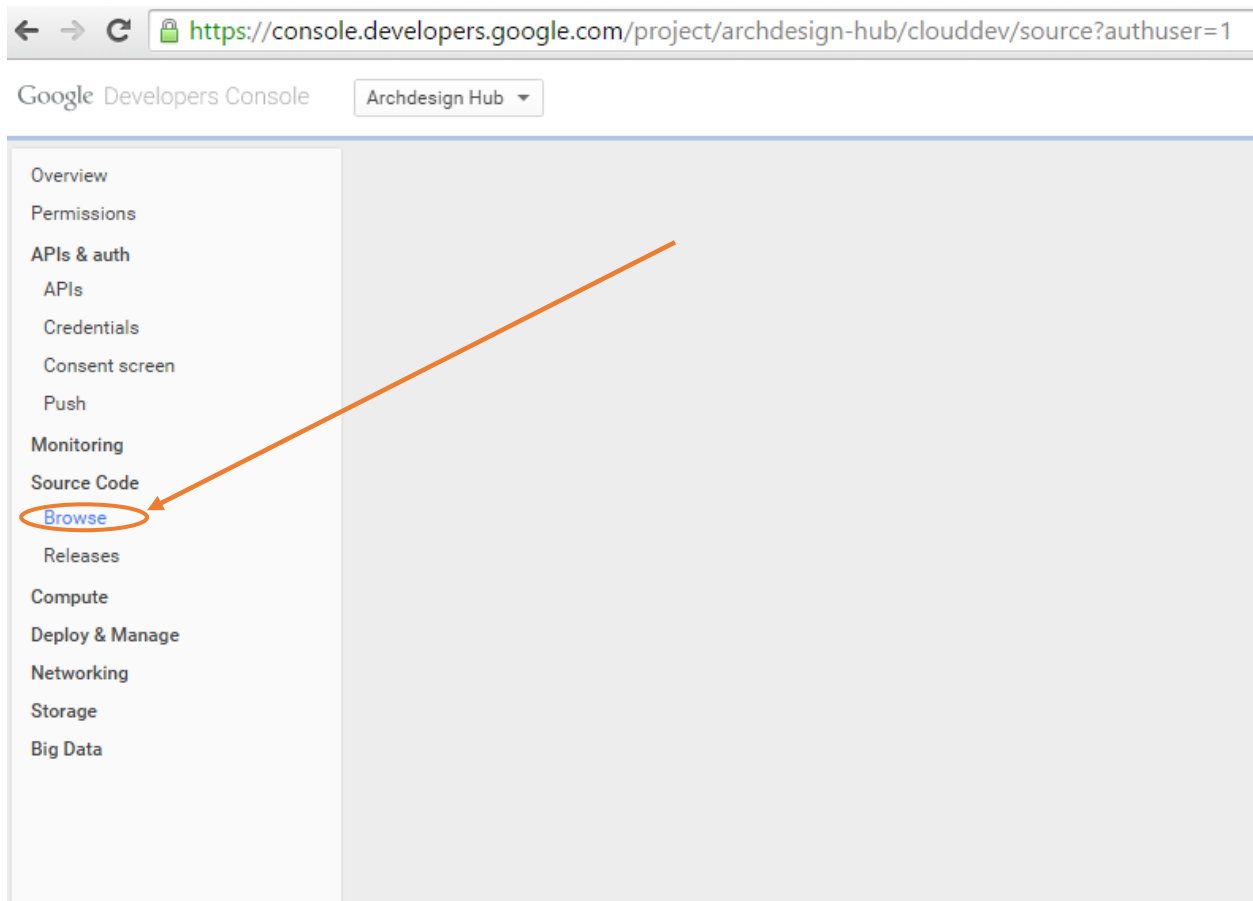 https://console.developers.google.com/project/archdesign-hub/clouddev/source?authuser=1
Google Developers Console
Archdesign Hub
Overview
Permissions
APIs & auth
APIs
Credentials
Consent screen
Push
Monitoring
Source Code
Browse
Releases
Compute
Deploy & Manage
Networking
Storage
Big Data